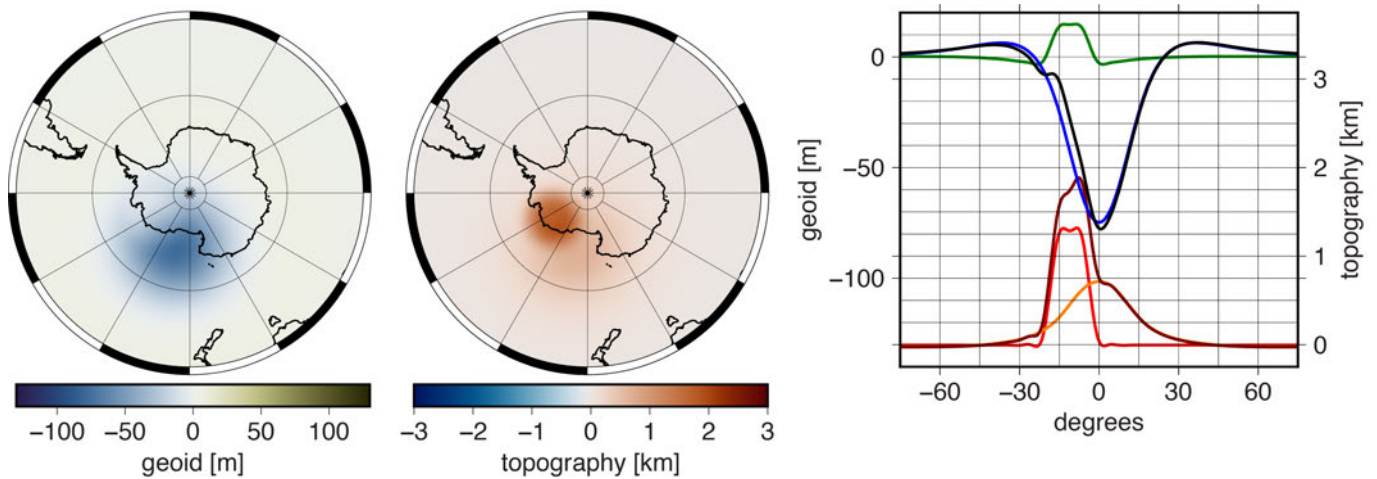 −100 −50 0 50 100
geoid [m]
−3 −2 −1 0 1 2 3
topography [km]
0
−50
−100
geoid [m]
3
2
1
0
topography [km]
−60 −30 0 30 60
degrees